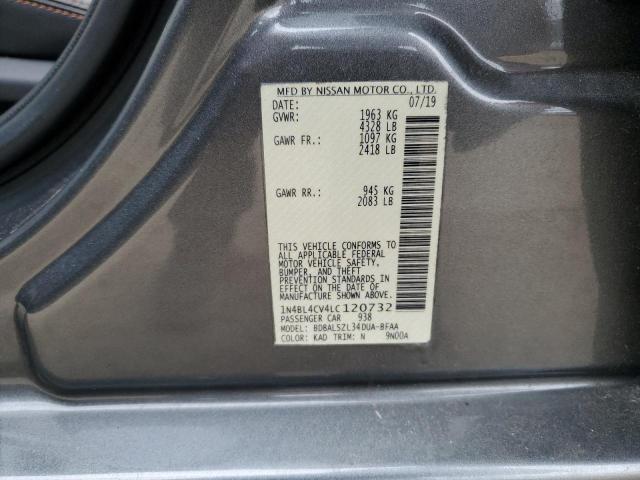 MFD BY NISSAN MOTOR CO., LTD.
DATE: 07/19
GVWR: 1963 KG
4328 LB
GAWR FR.: 1097 KG
2418 LB
GAWR RR.: 945 KG
2083 LB
THIS VEHICLE CONFORMS TO
ALL APPLICABLE FEDERAL
MOTOR VEHICLE SAFETY,
BUMPER, AND THEFT
PREVENTION STANDARDS IN
EFFECT ON THE DATE OF
MANUFACTURE SHOWN ABOVE.
1N4BL4CV4LC120732
PASSENGER CAR 938
MODEL: BDBALSZL34DUA-BFAA
COLOR: KAD TRIM: N 9N00A